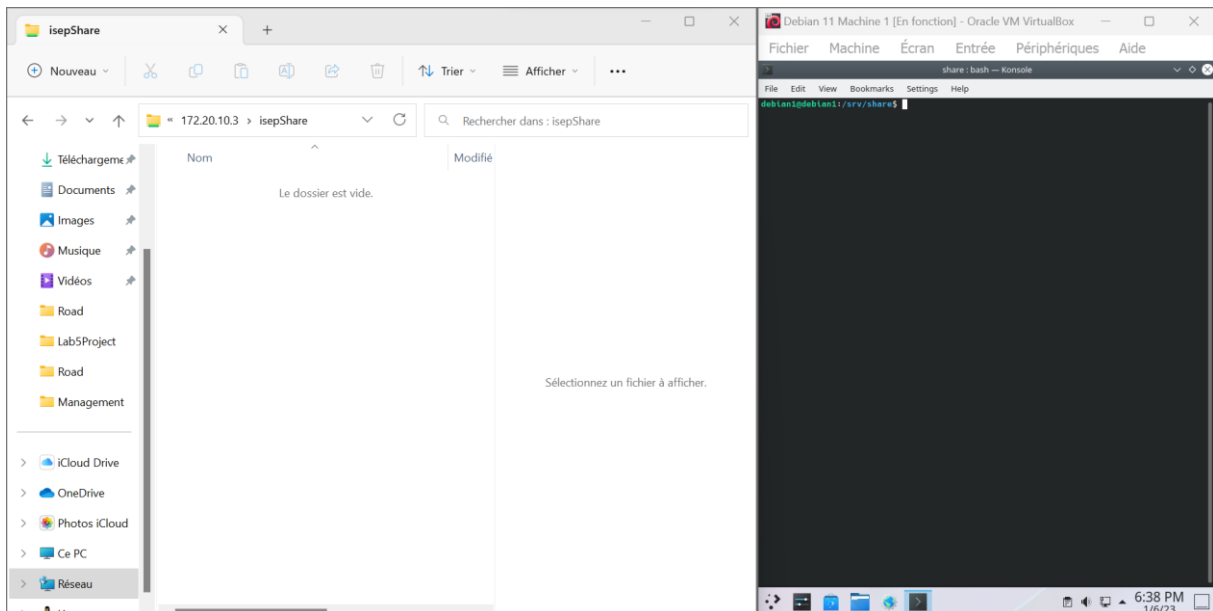 isepShare
Nouveau
Trier
Afficher
172.20.10.3 > isepShare
Rechercher dans : isepShare
Nom
Modifié
Le dossier est vide.
Téléchargeme
Documents
Images
Musique
Vidéos
Road
Lab5Project
Road
Management
iCloud Drive
OneDrive
Photos iCloud
Ce PC
Réseau
Sélectionnez un fichier à afficher.
Debian 11 Machine 1 [En fonction] - Oracle VM VirtualBox
Fichier Machine Écran Entrée Périphériques Aide
share : bash — Konsole
File Edit View Bookmarks Settings Help
debian1@debian1:/srv/share$
6:38 PM
1/6/23